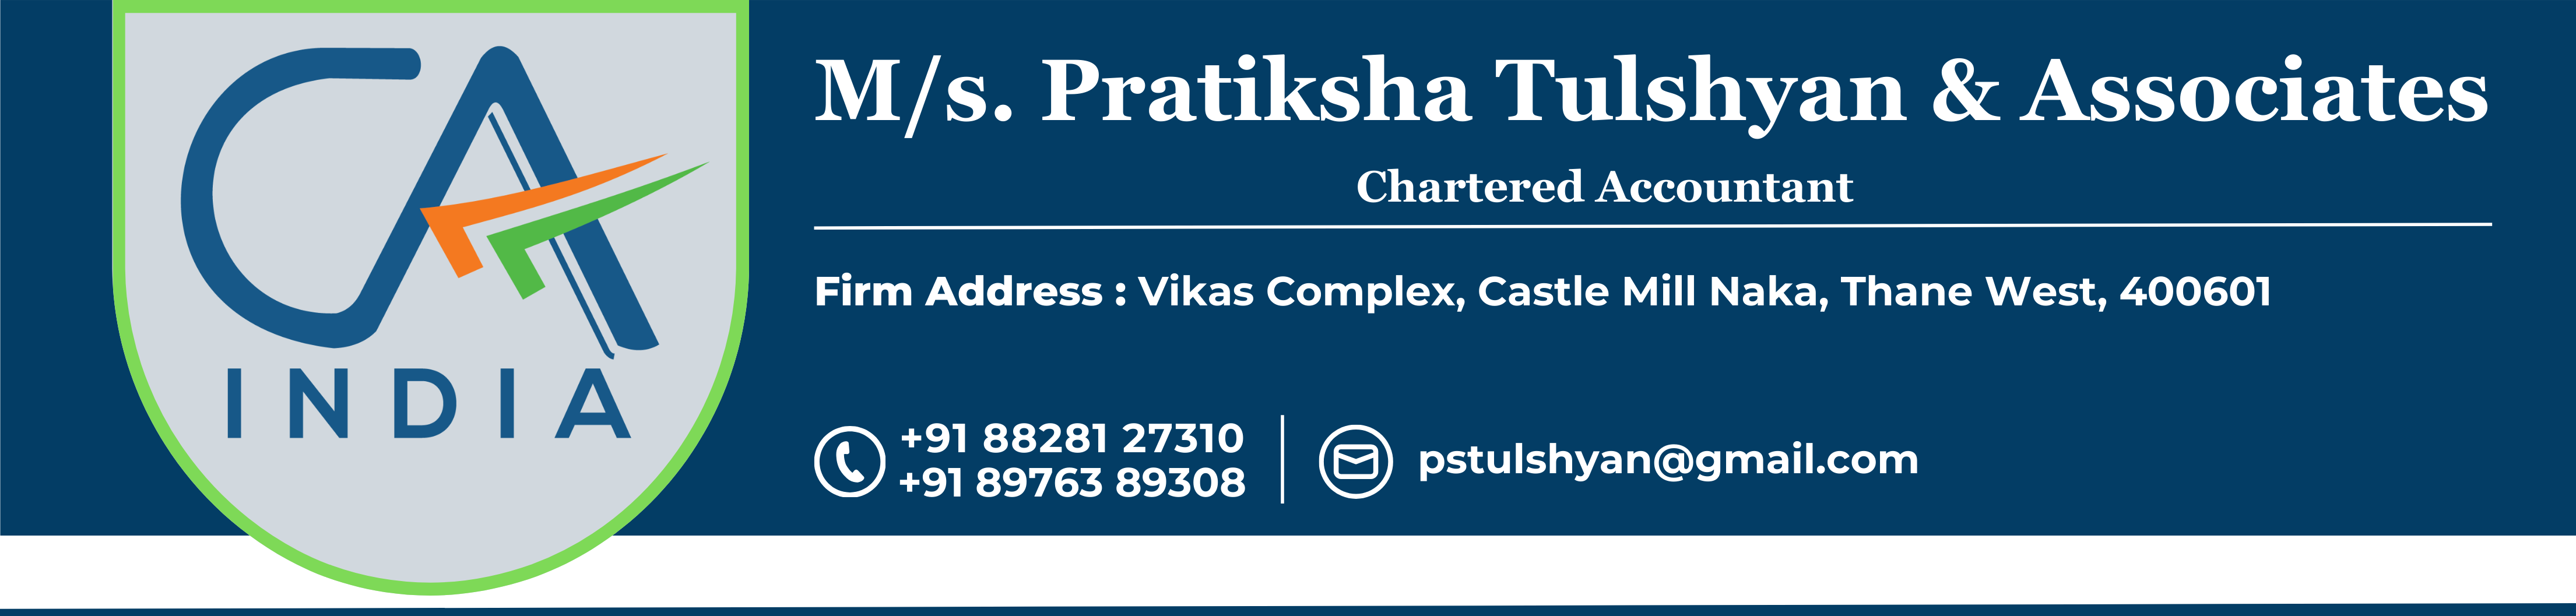 CA
INDIA
M/s. Pratiksha Tulshyan & Associates
Chartered Accountant
Firm Address : Vikas Complex, Castle Mill Naka, Thane West, 400601
+91 88281 27310
+91 89763 89308
pstulshyan@gmail.com